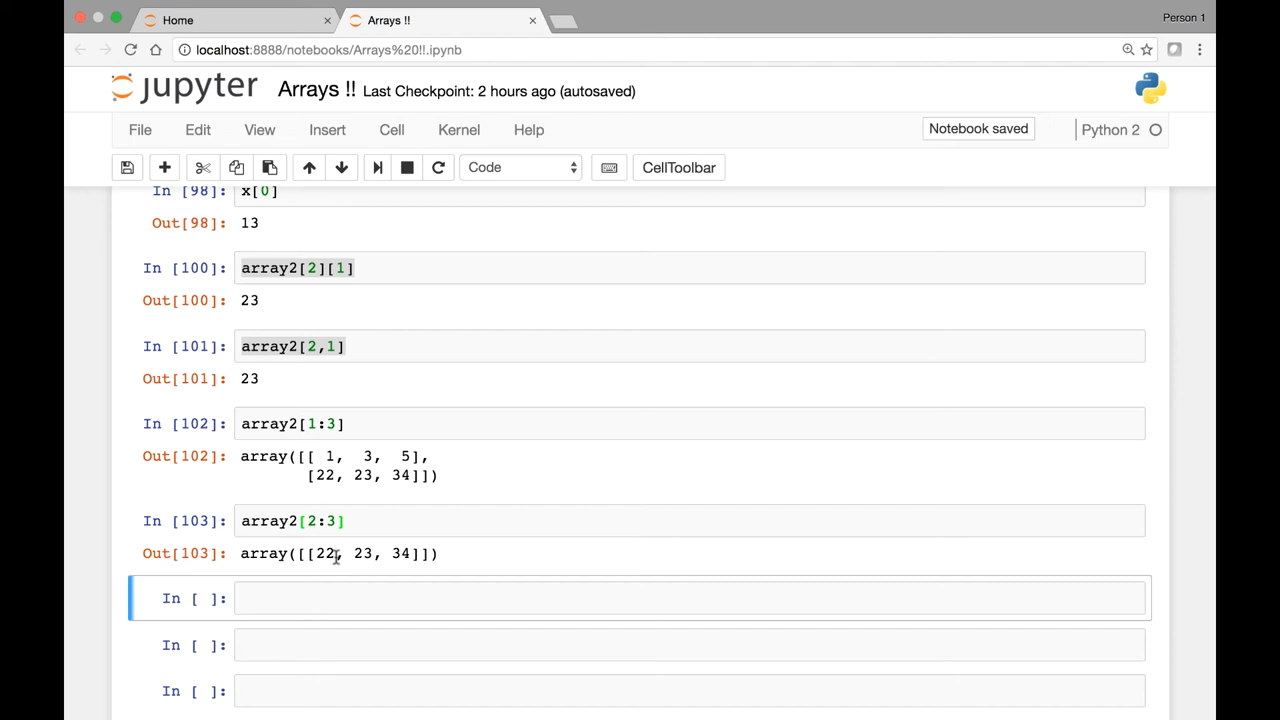 Home
Arrays !!
Person 1
localhost:8888/notebooks/Arrays%20!!.ipynb
jupyter Arrays !! Last Checkpoint: 2 hours ago (autosaved)
File Edit View Insert Cell Kernel Help Notebook saved Python 2
Code CellToolbar
In [98]: x[0]
Out[98]: 13
In [100]: array2[2][1]
Out[100]: 23
In [101]: array2[2,1]
Out[101]: 23
In [102]: array2[1:3]
Out[102]: array([[ 1, 3, 5],
[22, 23, 34]])
In [103]: array2[2:3]
Out[103]: array([[22, 23, 34]])
In [ ]:
In [ ]:
In [ ]: